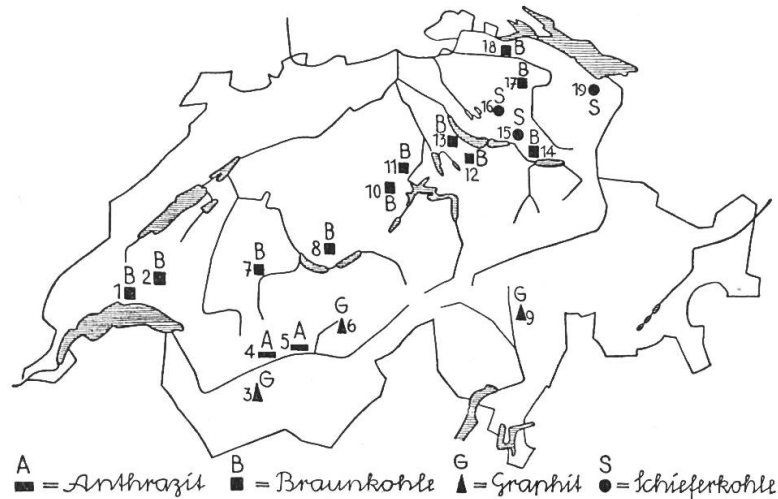 18 B
B
17
S
16
19
S
S
15
B
14
B
13
B
12
B
11
10
B
B
8
B
7
B
2
B
1
G
9
G
6
A
5
A
4
G
3
A B G S
= Anthrazit = Braunkohle = Graphit = Schieferkohle